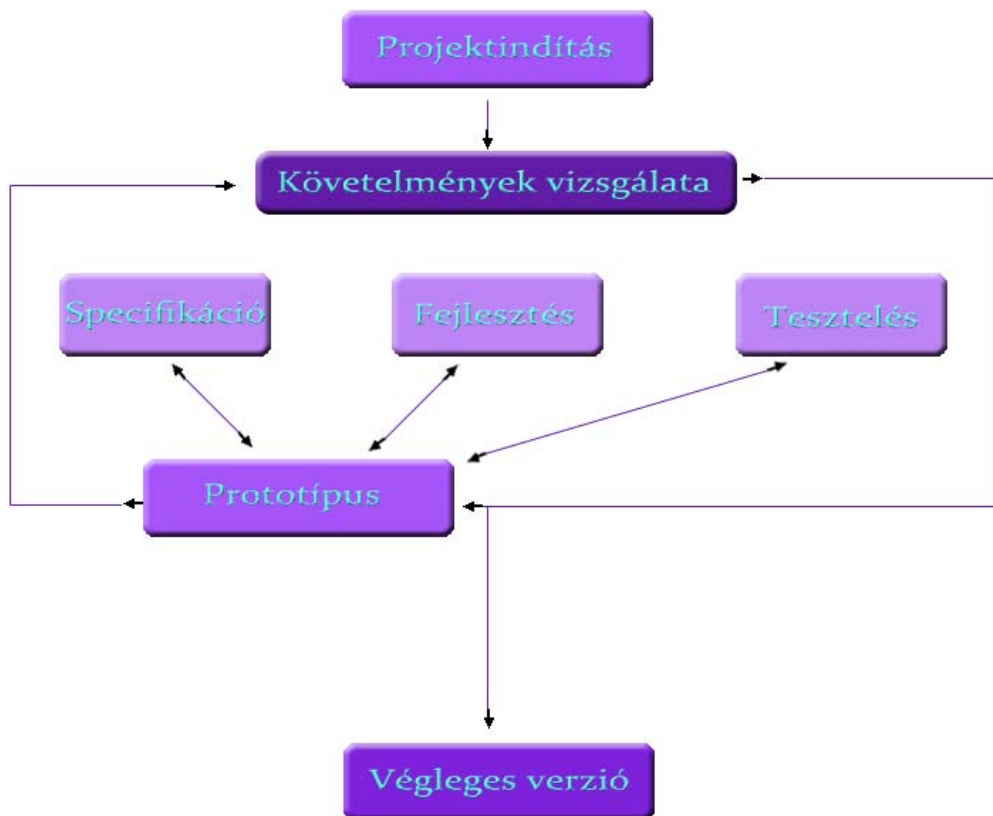 Projektindítás
Követelmények vizsgálata
Specifikáció
Fejlesztés
Tesztelés
Prototípus
Végleges verzió